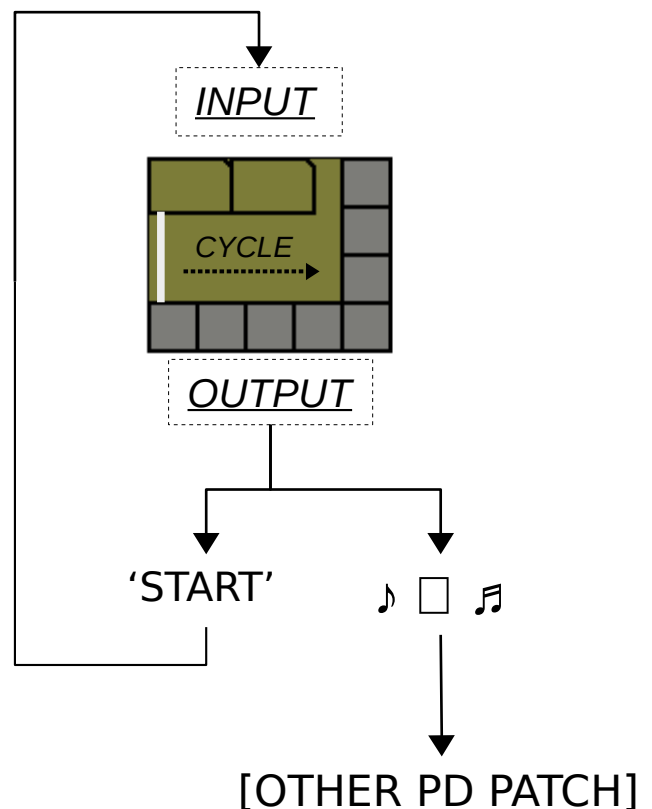 INPUT
CYCLE
OUTPUT
‘START’
♪ □ ♬
[OTHER PD PATCH]